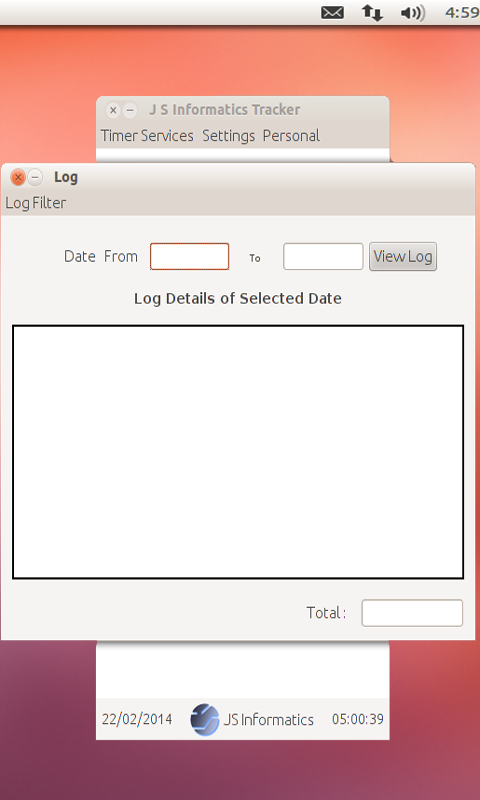 4:59
J S Informatics Tracker
Timer Services Settings Personal
Log
Log Filter
Date From To View Log
Log Details of Selected Date
Total :
22/02/2014 JS Informatics 05:00:39